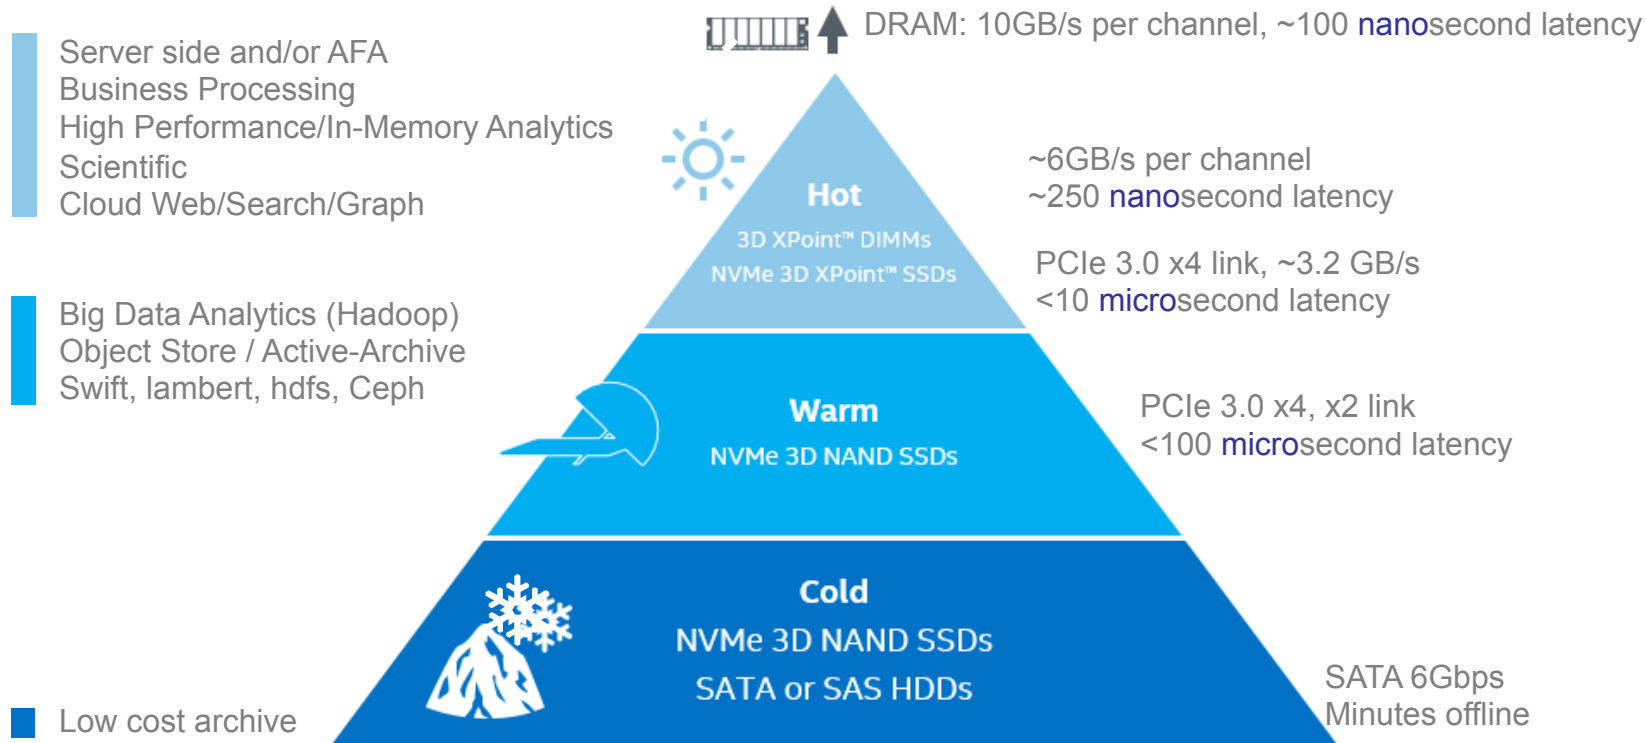 DRAM: 10GB/s per channel, ~100 nanosecond latency
Server side and/or AFA
Business Processing
High Performance/In-Memory Analytics
Scientific
Cloud Web/Search/Graph
Hot
3D XPoint™ DIMMs
NVMe 3D XPoint™ SSDs
~6GB/s per channel
~250 nanosecond latency
PCIe 3.0 x4 link, ~3.2 GB/s
<10 microsecond latency
Big Data Analytics (Hadoop)
Object Store / Active-Archive
Swift, lambert, hdfs, Ceph
Warm
NVMe 3D NAND SSDs
PCIe 3.0 x4, x2 link
<100 microsecond latency
Cold
NVMe 3D NAND SSDs
SATA or SAS HDDs
SATA 6Gbps
Minutes offline
Low cost archive